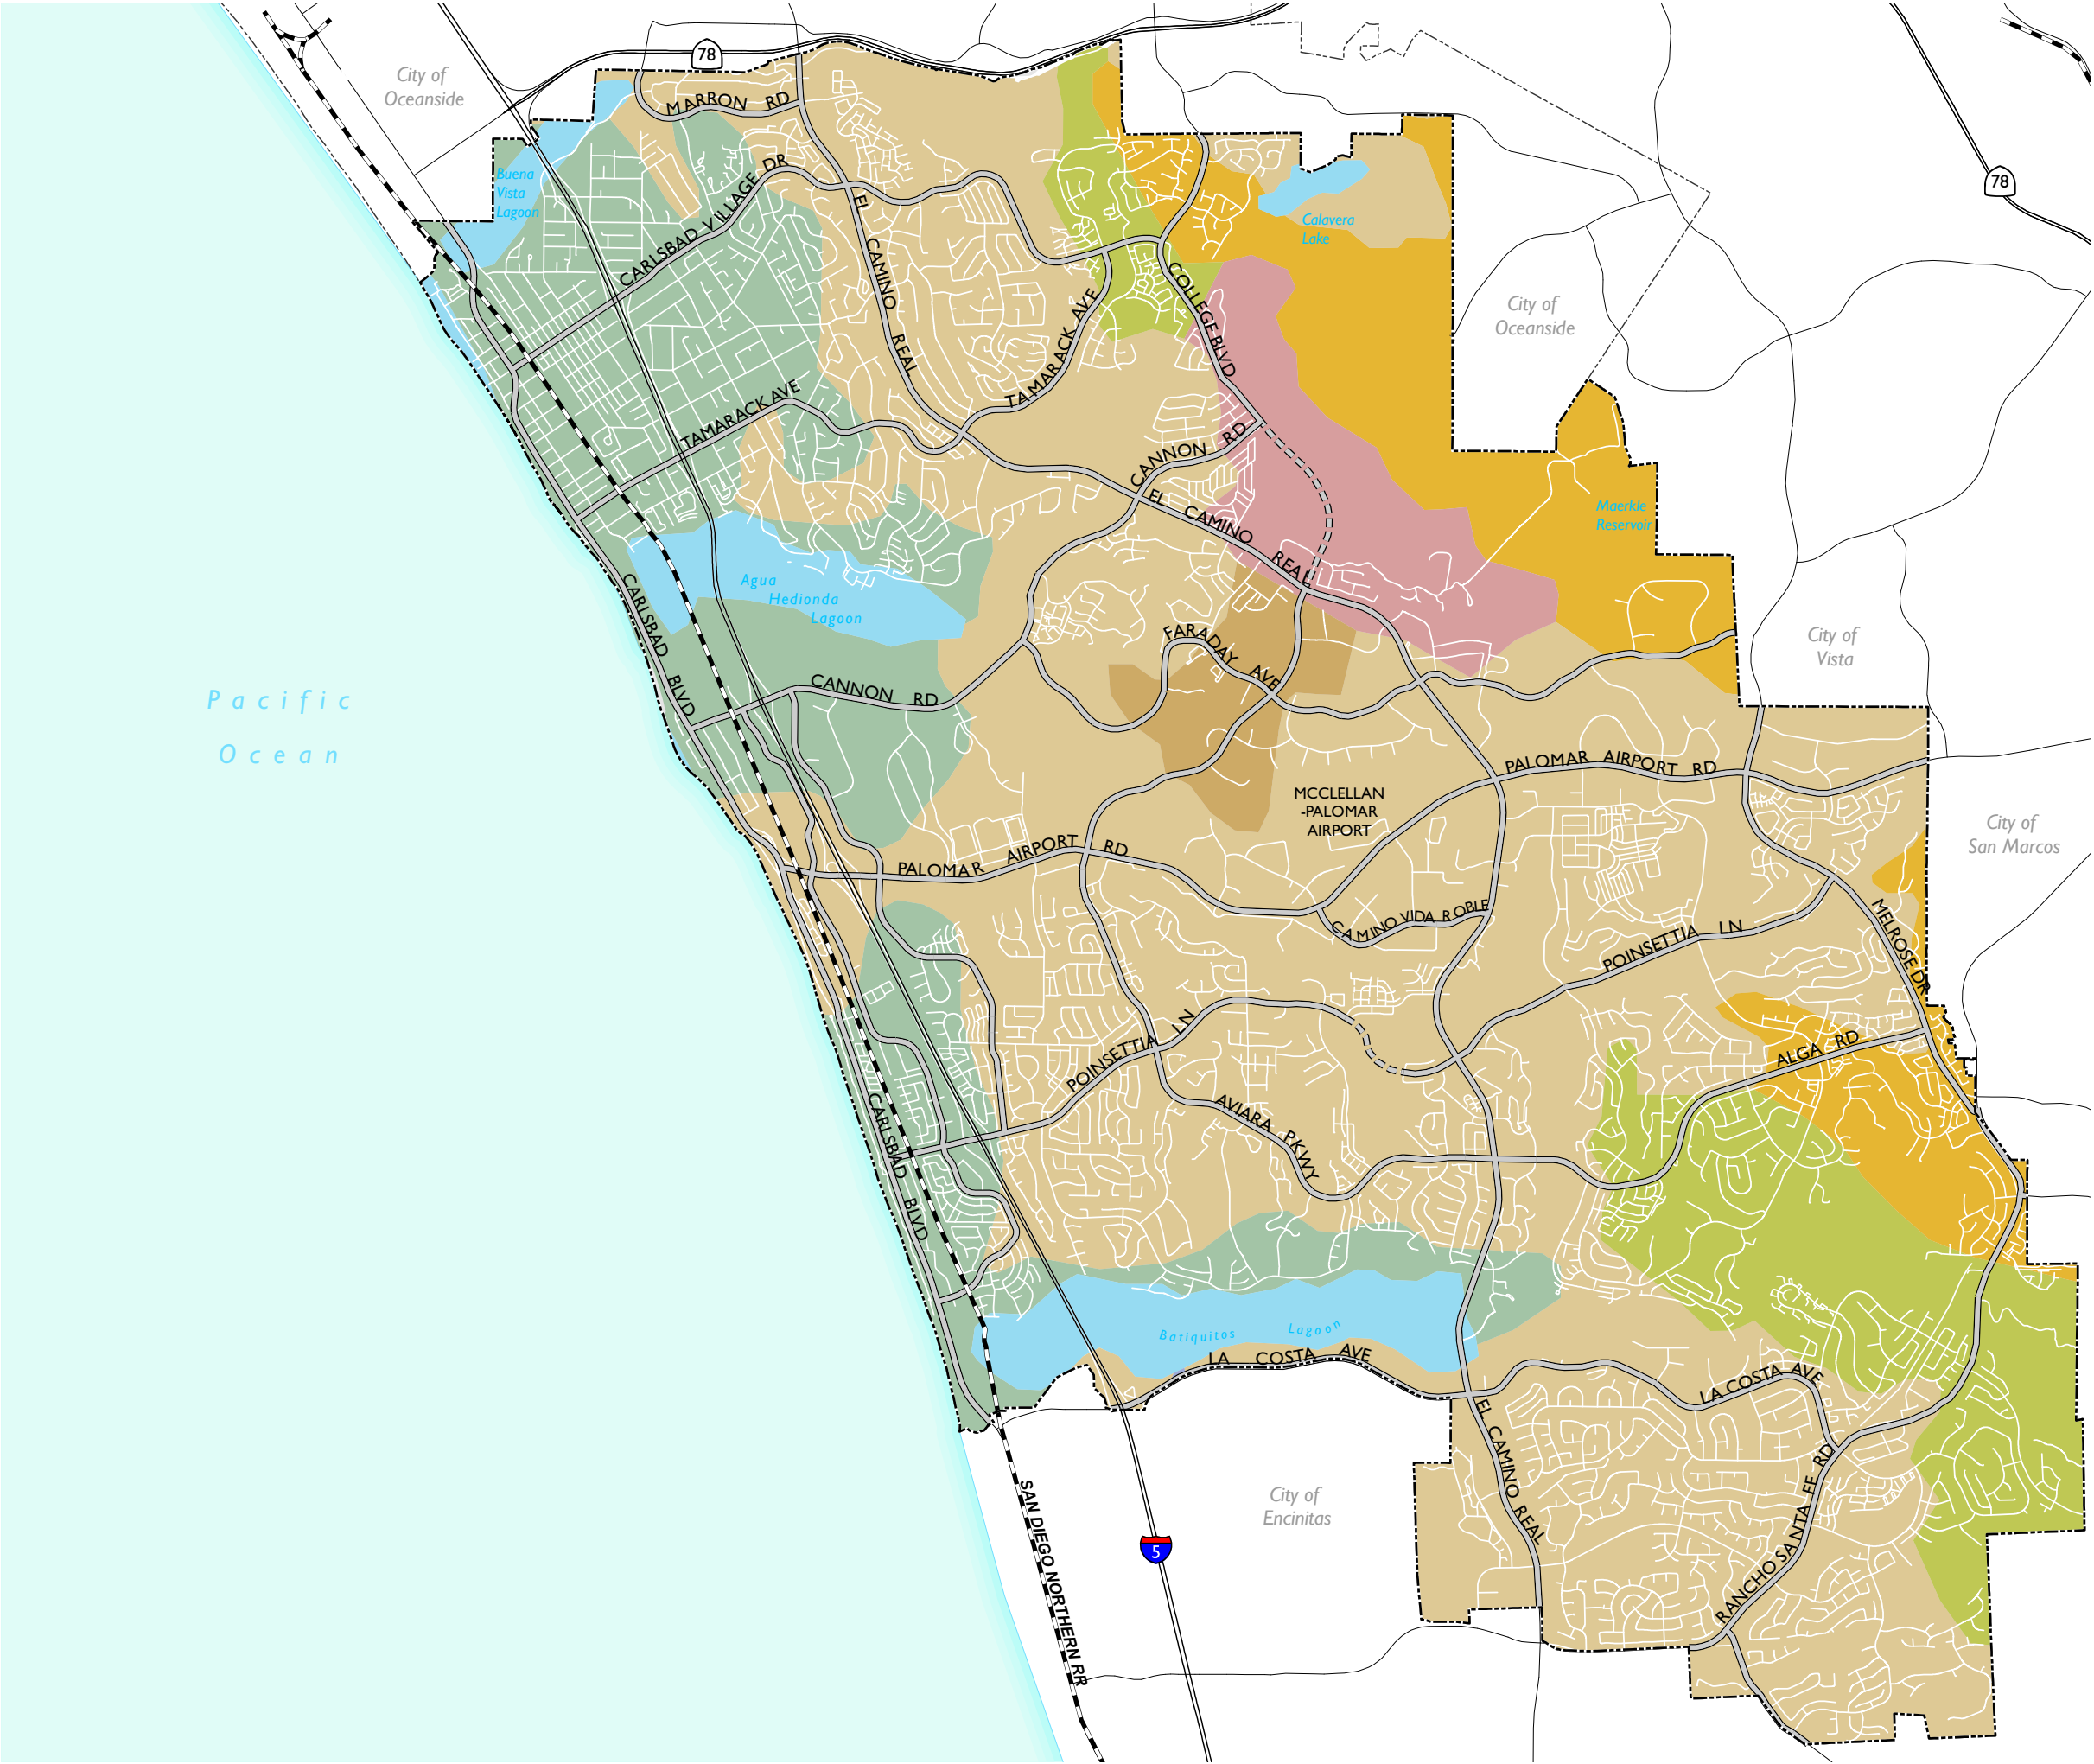 78
City of
Oceanside
MARRON RD
78
Buena
Vista
Lagoon
CARLSBAD VILLAGE DR
EL CAMINO REAL
Calavera
Lake
COLLEGE BLVD
TAMARACK AVE
City of
Oceanside
TAMARACK AVE
CANNON RD
EL CAMINO REAL
Maerkle
Reservoir
Agua
Hedionda
Lagoon
CARLSBAD BLVD
FARADAY AVE
City of
Vista
Pacific
Ocean
CANNON RD
PALOMAR AIRPORT RD
MCCLELLAN
-PALOMAR
AIRPORT
City of
San Marcos
PALOMAR AIRPORT RD
CAMINO VIDA ROBLE
POINSETTIA LN
MELROSE DR
POINSETTIA LN
ALGA RD
CARLSBAD BLVD
AVIARA PKWY
Batiquitos Lagoon
LA COSTA AVE
LA COSTA AVE
EL CAMINO REAL
RANCHO SANTA FE RD
City of
Encinitas
SAN DIEGO NORTHERN RR
5